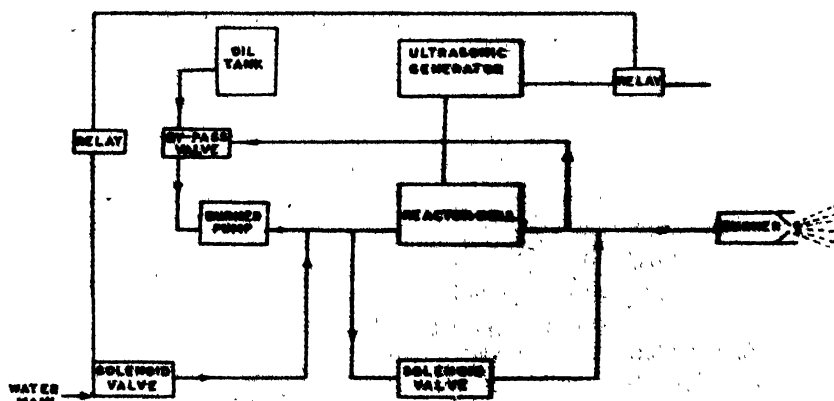 OIL
TANK
ULTRASONIC
GENERATOR
RELAY
RELAY
BY-PASS
VALVE
BURNER
PUMP
REACTOR CELL
BURNER
SOLENOID
VALVE
SOLENOID
VALVE
WATER
MAIN